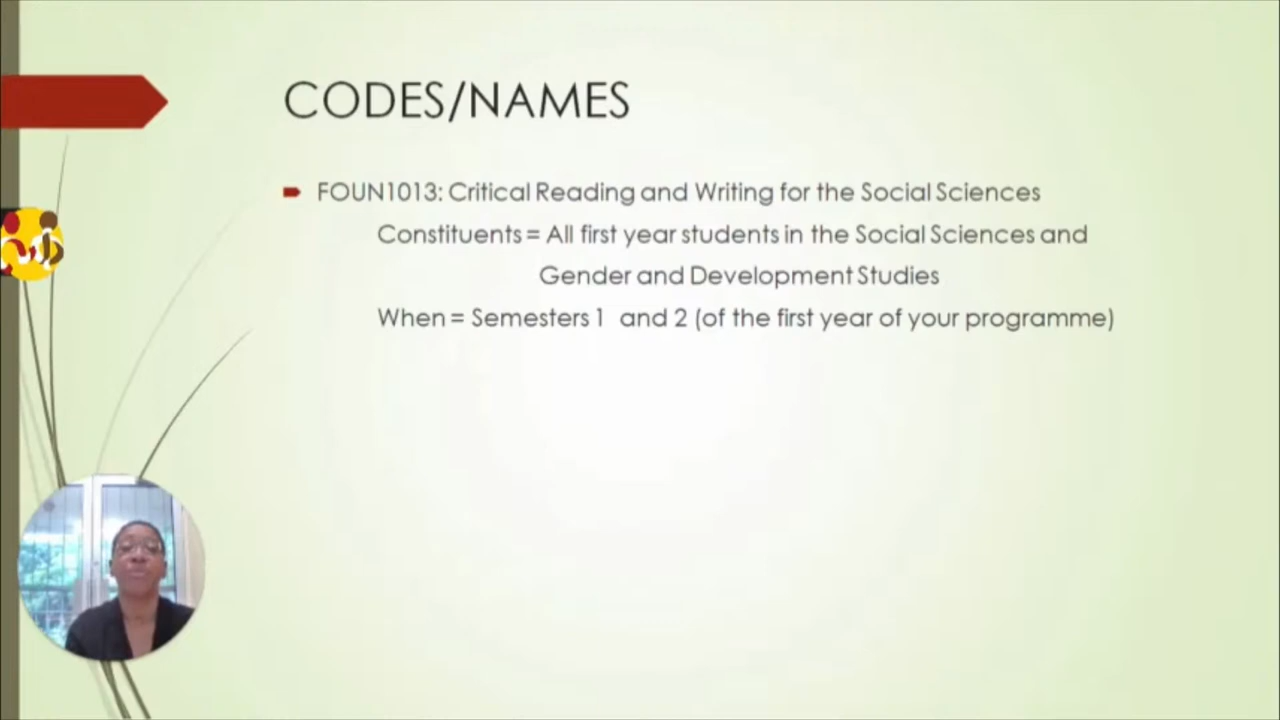 CODES/NAMES
FOUN1013: Critical Reading and Writing for the Social Sciences
Constituents = All first year students in the Social Sciences and
Gender and Development Studies
When = Semesters 1 and 2 (of the first year of your programme)